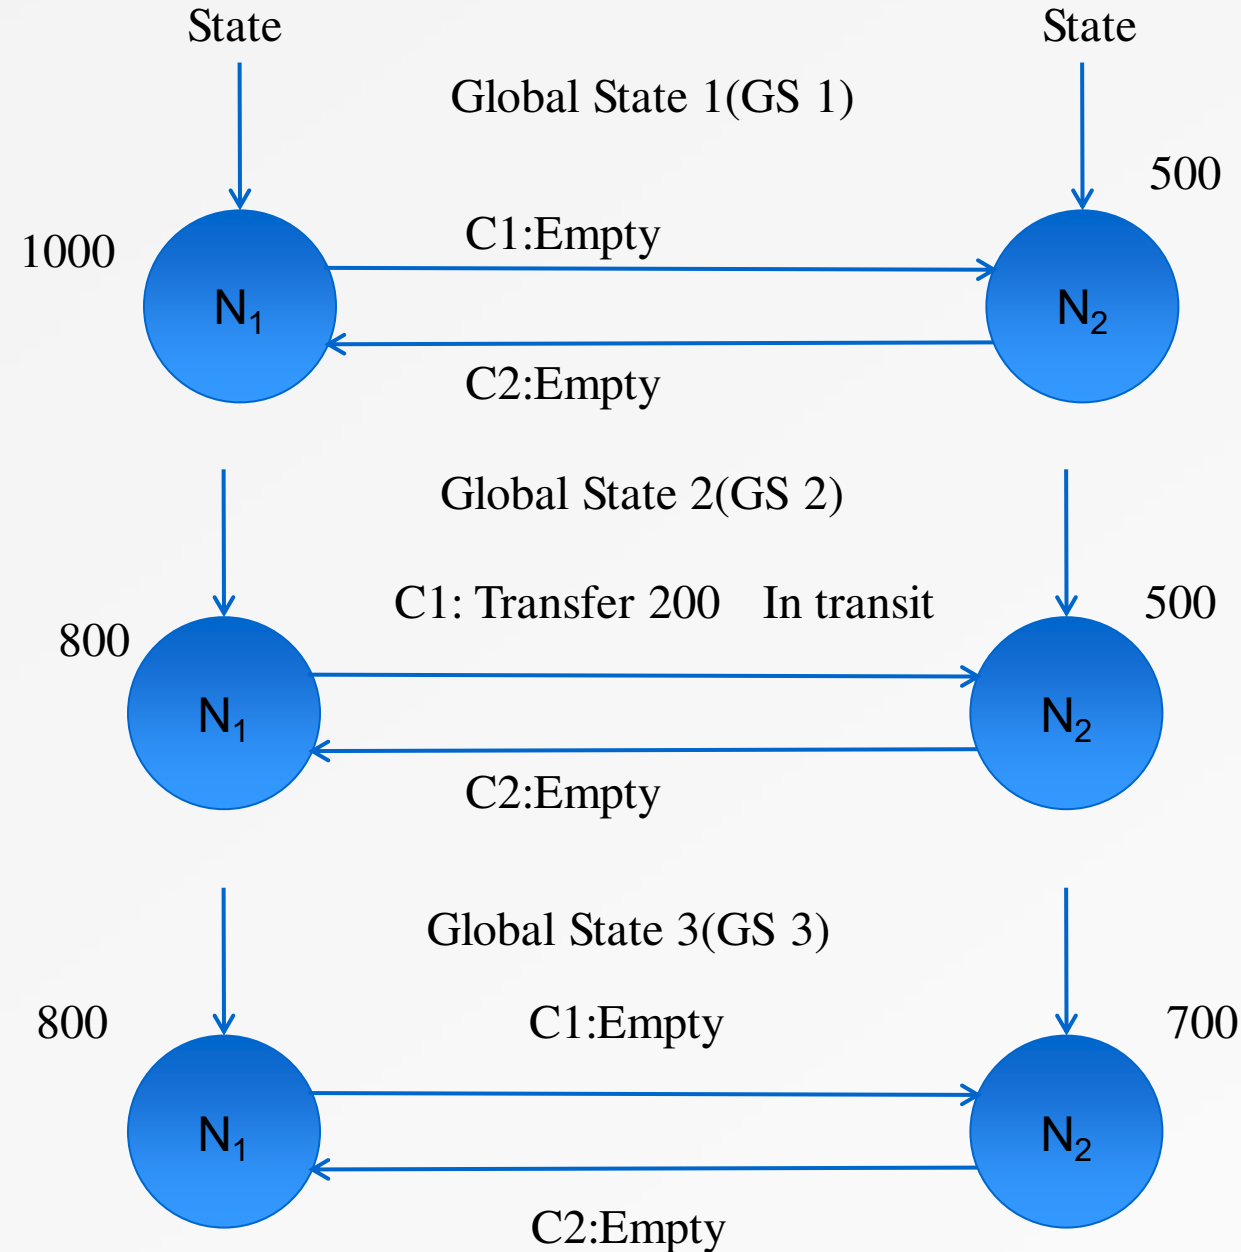 State State
Global State 1(GS 1)
500
1000
C1:Empty
N₁ N₂
C2:Empty
Global State 2(GS 2)
C1: Transfer 200 In transit 500
800
N₁ N₂
C2:Empty
Global State 3(GS 3)
800 C1:Empty 700
N₁ N₂
C2:Empty